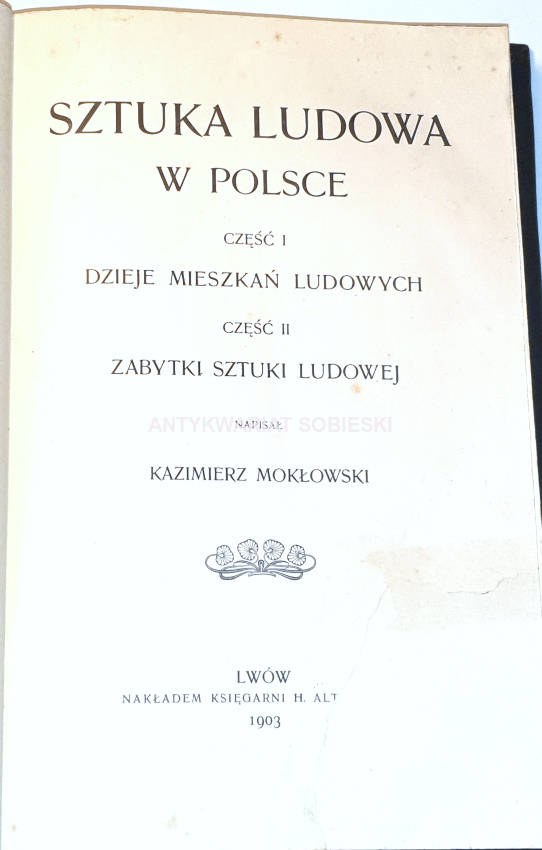 SZTUKA LUDOWA
W POLSCE
CZĘŚĆ I
DZIEJE MIESZKAŃ LUDOWYCH
CZĘŚĆ II
ZABYTKI SZTUKI LUDOWEJ
NAPISAŁ
ANTYKWARIAT SOBIESKI
KAZIMIERZ MOKŁOWSKI
LWÓW
NAKŁADEM KSIĘGARNI H. ALT
1903